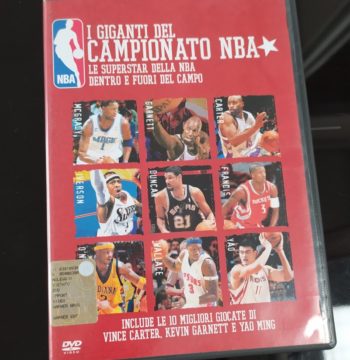 I GIGANTI DEL
CAMPIONATO NBA
LE SUPERSTAR DELLA NBA
DENTRO E FUORI DEL CAMPO
NBA
MCGRADY
GARNETT
CARTER
IVERSON
DUNCAN
FRANCIS
O'NEAL
WALLACE
YAO
INCLUDE LE 10 MIGLIORI GIOCATE DI
VINCE CARTER, KEVIN GARNETT E YAO MING
DVD
VIDEO